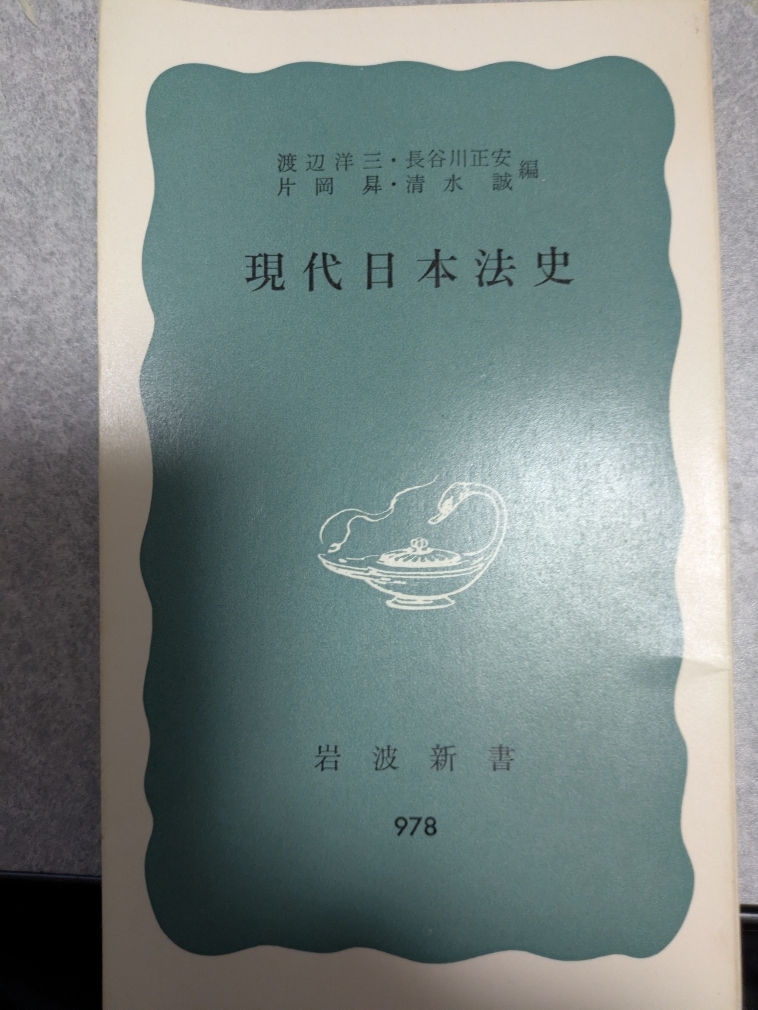 渡辺洋三・長谷川正安
片岡曻・清水誠 編
現代日本法史
岩波新書
978